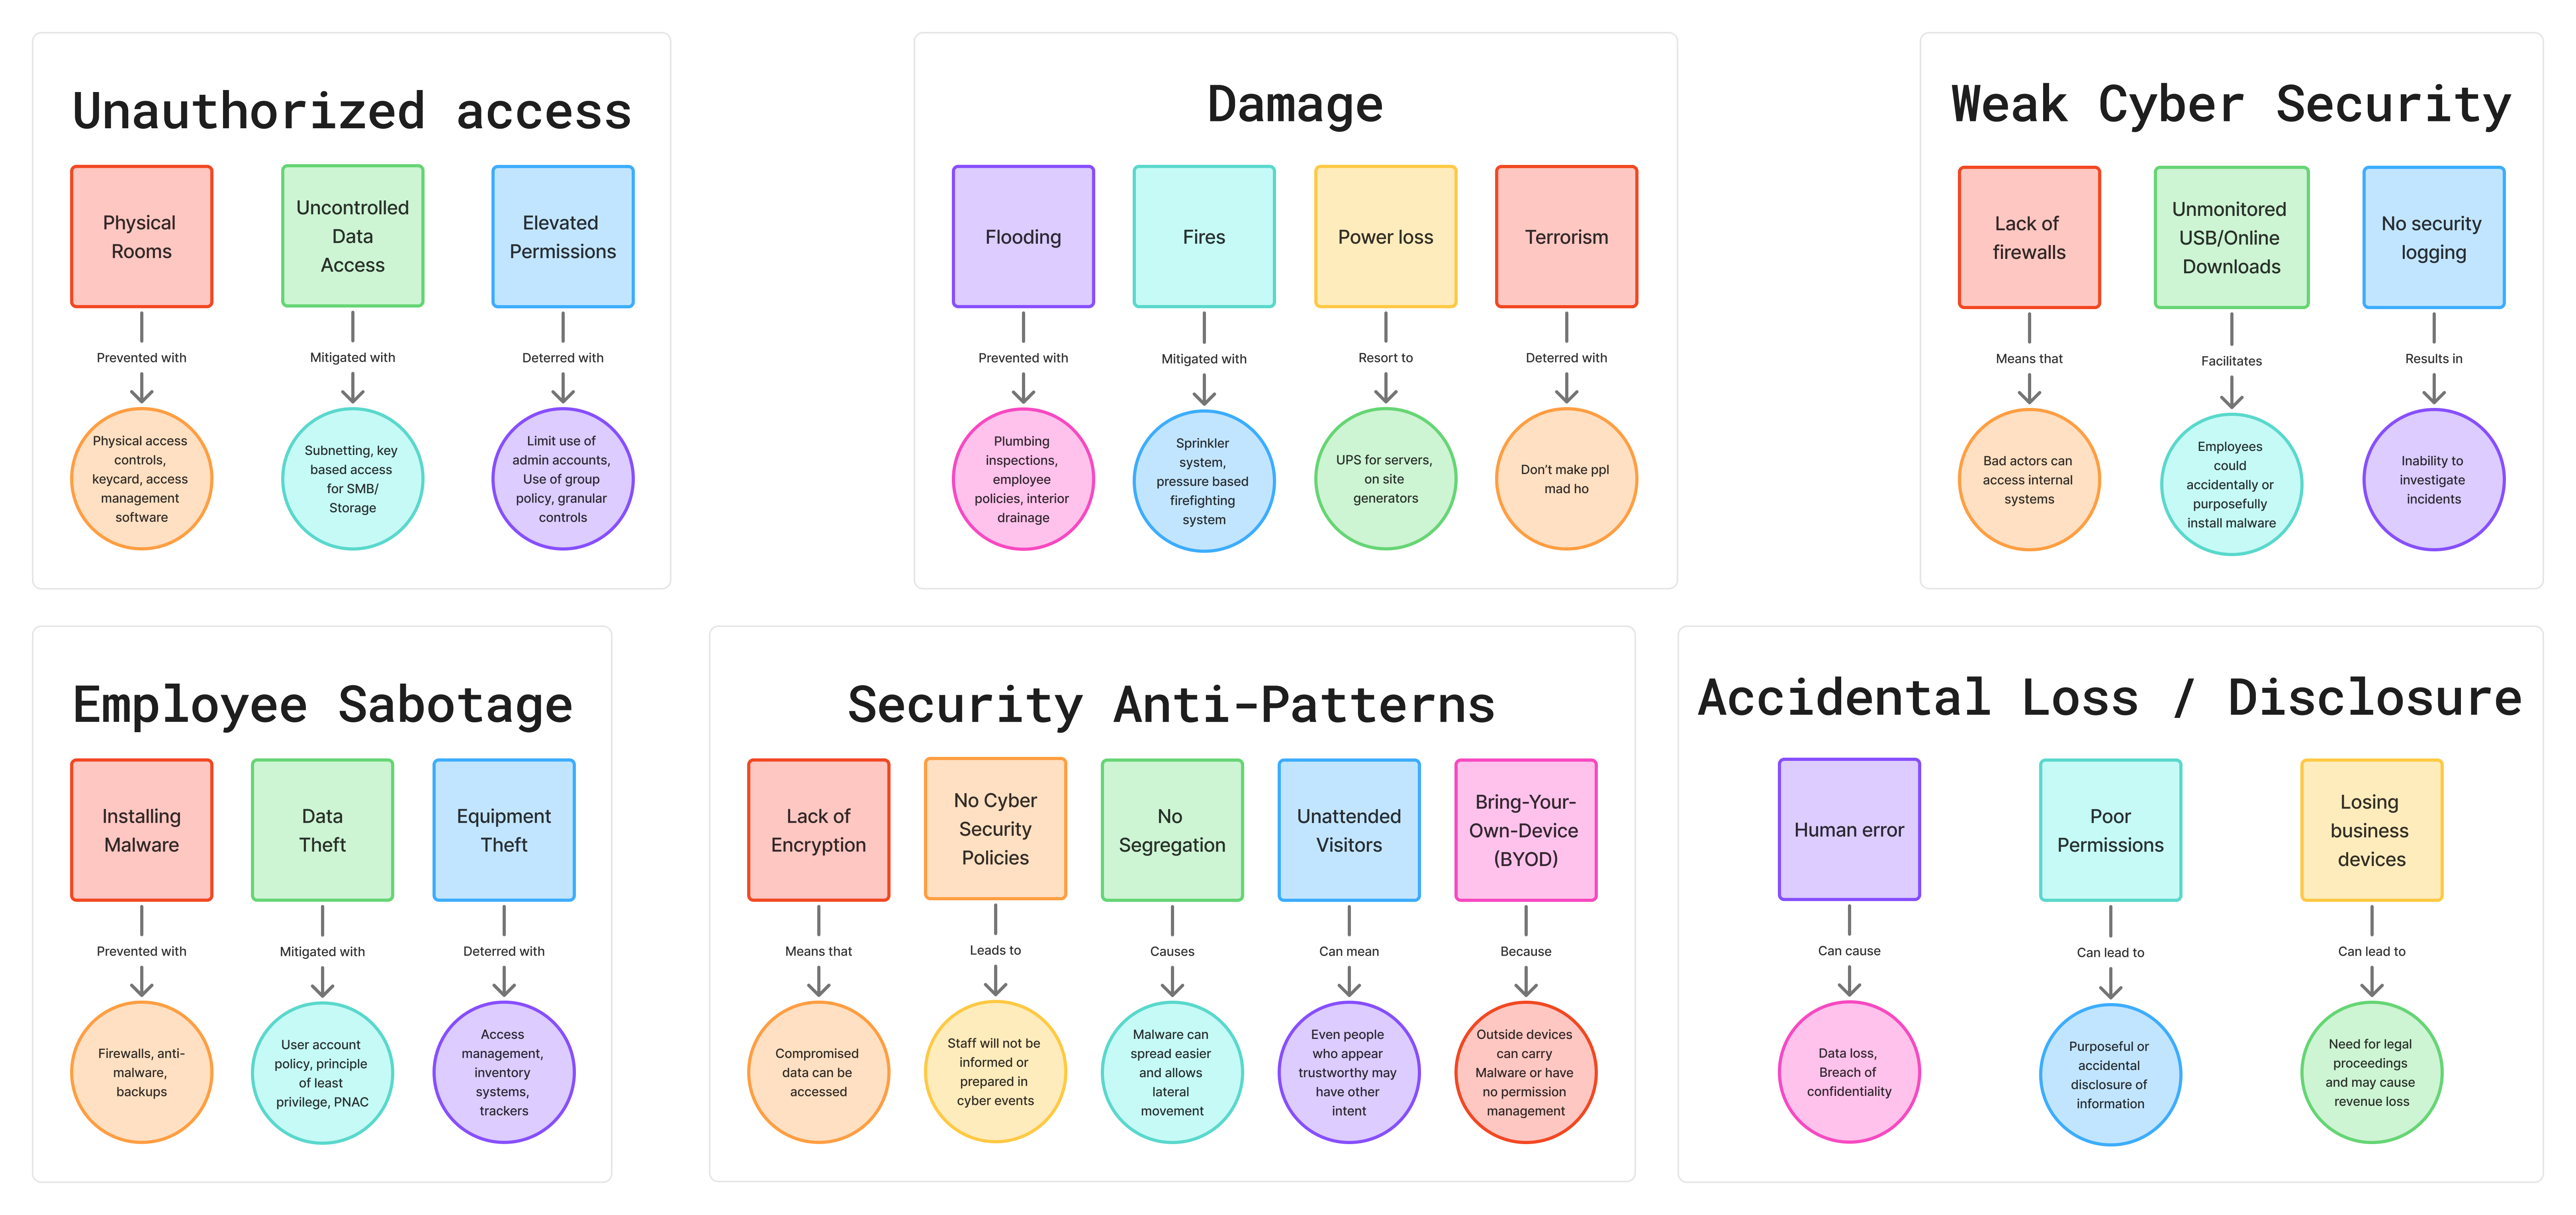 Unauthorized access
Physical
Rooms
Prevented with
Physical access
controls,
keycard, access
management
software
Uncontrolled
Data
Access
Mitigated with
Subnetting, key
based access
for SMB/
Storage
Elevated
Permissions
Deterred with
Limit use of
admin accounts,
Use of group
policy, granular
controls
Damage
Flooding
Prevented with
Plumbing
inspections,
employee
policies, interior
drainage
Fires
Mitigated with
Sprinkler
system,
pressure based
firefighting
system
Power loss
Resort to
UPS for servers,
on site
generators
Terrorism
Deterred with
Don’t make ppl
mad ho
Weak Cyber Security
Lack of
firewalls
Means that
Bad actors can
access internal
systems
Unmonitored
USB/Online
Downloads
Facilitates
Employees
could
accidentally or
purposefully
install malware
No security
logging
Results in
Inability to
investigate
incidents
Employee Sabotage
Installing
Malware
Prevented with
Firewalls, anti-
malware,
backups
Data
Theft
Mitigated with
User account
policy, principle
of least
privilege, PNAC
Equipment
Theft
Deterred with
Access
management,
inventory
systems,
trackers
Security Anti-Patterns
Lack of
Encryption
Means that
Compromised
data can be
accessed
No Cyber
Security
Policies
Leads to
Staff will not be
informed or
prepared in
cyber events
No
Segregation
Causes
Malware can
spread easier
and allows
lateral
movement
Unattended
Visitors
Can mean
Even people
who appear
trustworthy may
have other
intent
Bring-Your-
Own-Device
(BYOD)
Because
Outside devices
can carry
Malware or have
no permission
management
Accidental Loss / Disclosure
Human error
Can cause
Data loss,
Breach of
confidentiality
Poor
Permissions
Can lead to
Purposeful or
accidental
disclosure of
information
Losing
business
devices
Can lead to
Need for legal
proceedings
and may cause
revenue loss